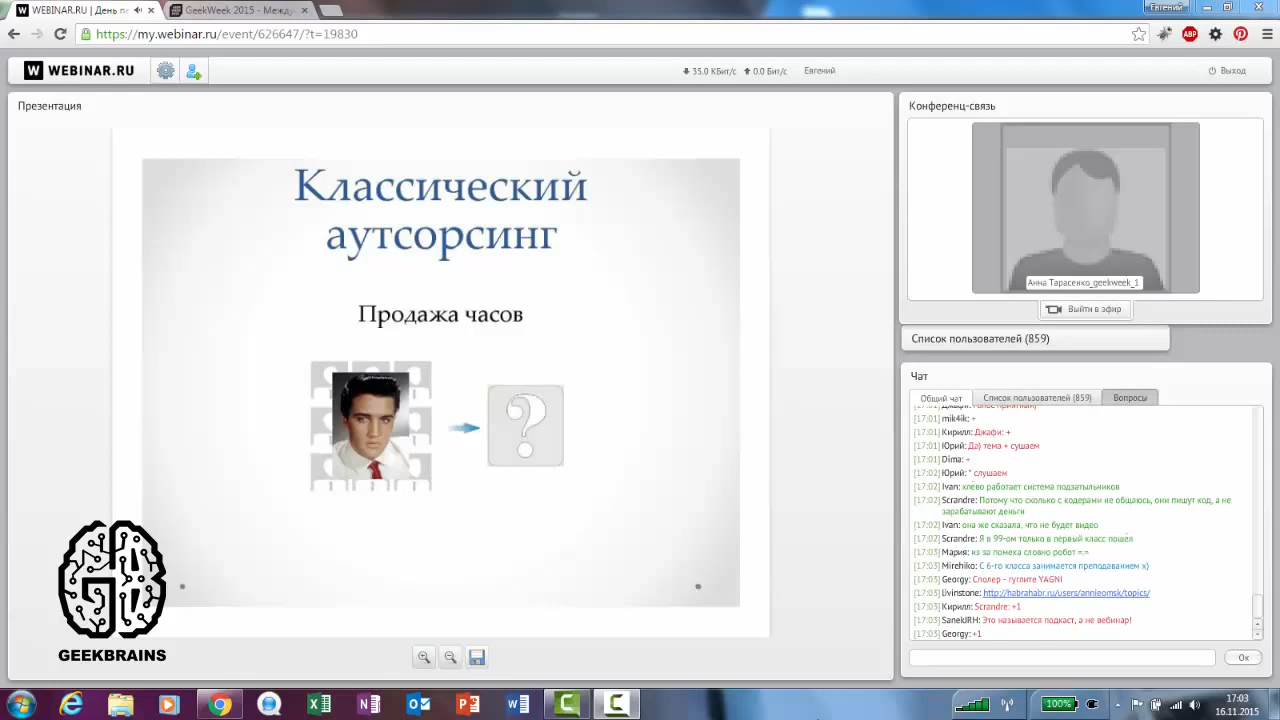 WEBINAR.RU | День по
GeekWeek 2015 - Межд
Евгений
https://my.webinar.ru/event/626647/?t=19830
ABP
W WEBINAR.RU
35.0 КБит/с
0.0 Бит/с
Евгений
Выход
Презентация
Классический
аутсорсинг
Продажа часов
?
GEEKBRAINS
Конференц-связь
Анна Тарасенко_geekweek_1
Выйти в эфир
Список пользователей (859)
Чат
Общий чат
Список пользователей (859)
Вопросы
[17:01] mik4ik: +
[17:01] Кирилл: Джафи: +
[17:01] Юрий: Да) тема + сушаем
[17:01] Dima: +
[17:02] Юрий: * слушаем
[17:02] Ivan: клёво работает система подзатыльников
[17:02] Scrandre: Потому что сколько с кодерами не общаюсь, они пишут код, а не
зарабатывают деньги
[17:02] Ivan: она же сказала, что не будет видео
[17:02] Scrandre: Я в 99-ом только в первый класс пошёл
[17:03] Мария: из за помеха словно робот =.=
[17:03] Mirehiko: С 6-го класса занимается преподаванием х)
[17:03] Georgy: Сполер - гуглите YAGNI
[17:03] livinstone: http://habrahabr.ru/users/annieomsk/topics/
[17:03] Кирилл: Scrandre: +1
[17:03] SanekJRH: Это называется подкаст, а не вебинар!
[17:03] Georgy: +1
Ок
100%
17:03
16.11.2015